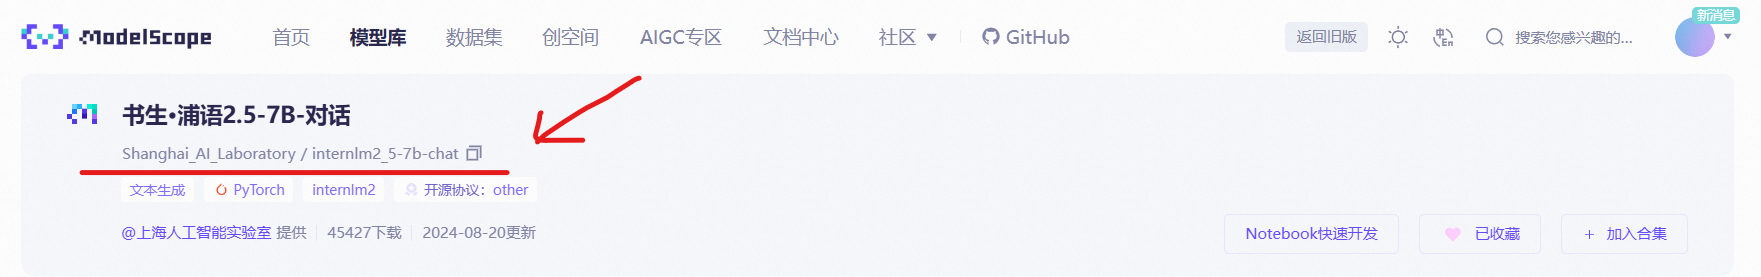 ModelScope 首页 模型库 数据集 创空间 AIGC专区 文档中心 社区 GitHub 返回旧版 中 En 搜索您感兴趣的... 新消息
书生·浦语2.5-7B-对话
Shanghai_AI_Laboratory / internlm2_5-7b-chat
文本生成 PyTorch internlm2 开源协议：other
@上海人工智能实验室 提供 45427下载 2024-08-20更新 Notebook快速开发 已收藏 + 加入合集